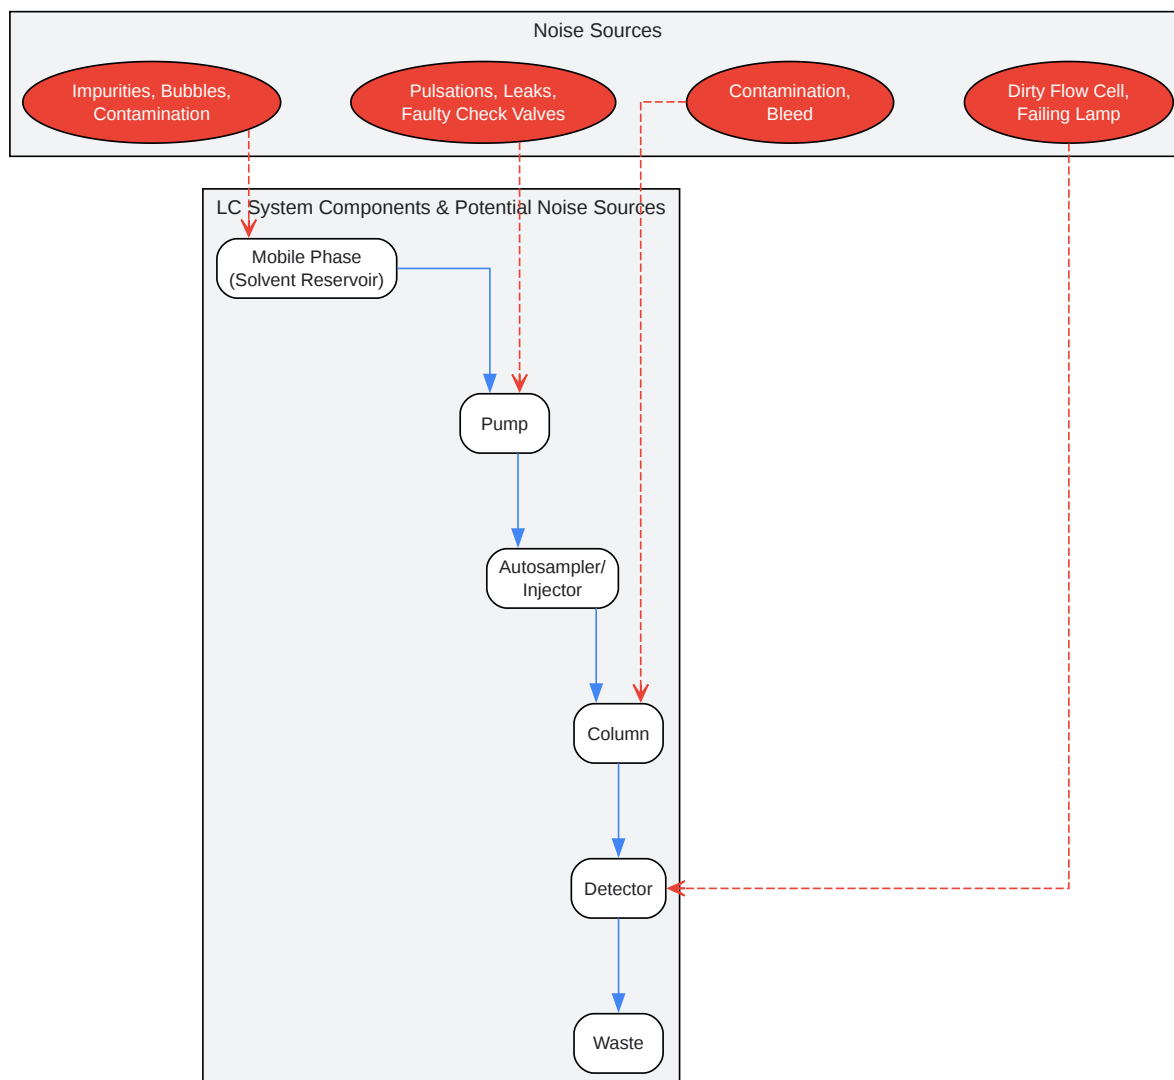 Noise Sources
Impurities, Bubbles,
Contamination
Pulsations, Leaks,
Faulty Check Valves
Contamination,
Bleed
Dirty Flow Cell,
Failing Lamp
LC System Components & Potential Noise Sources
Mobile Phase
(Solvent Reservoir)
Pump
Autosampler/
Injector
Column
Detector
Waste